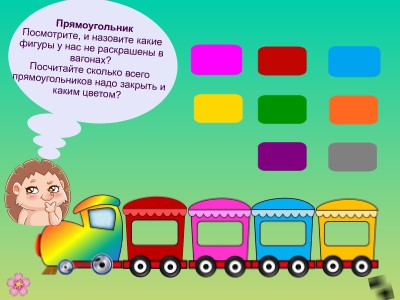 Прямоугольник
Посмотрите, и назовите какие
фигуры у нас не раскрашены в
вагонах?
Посчитайте сколько всего
прямоугольников надо закрыть и
каким цветом?